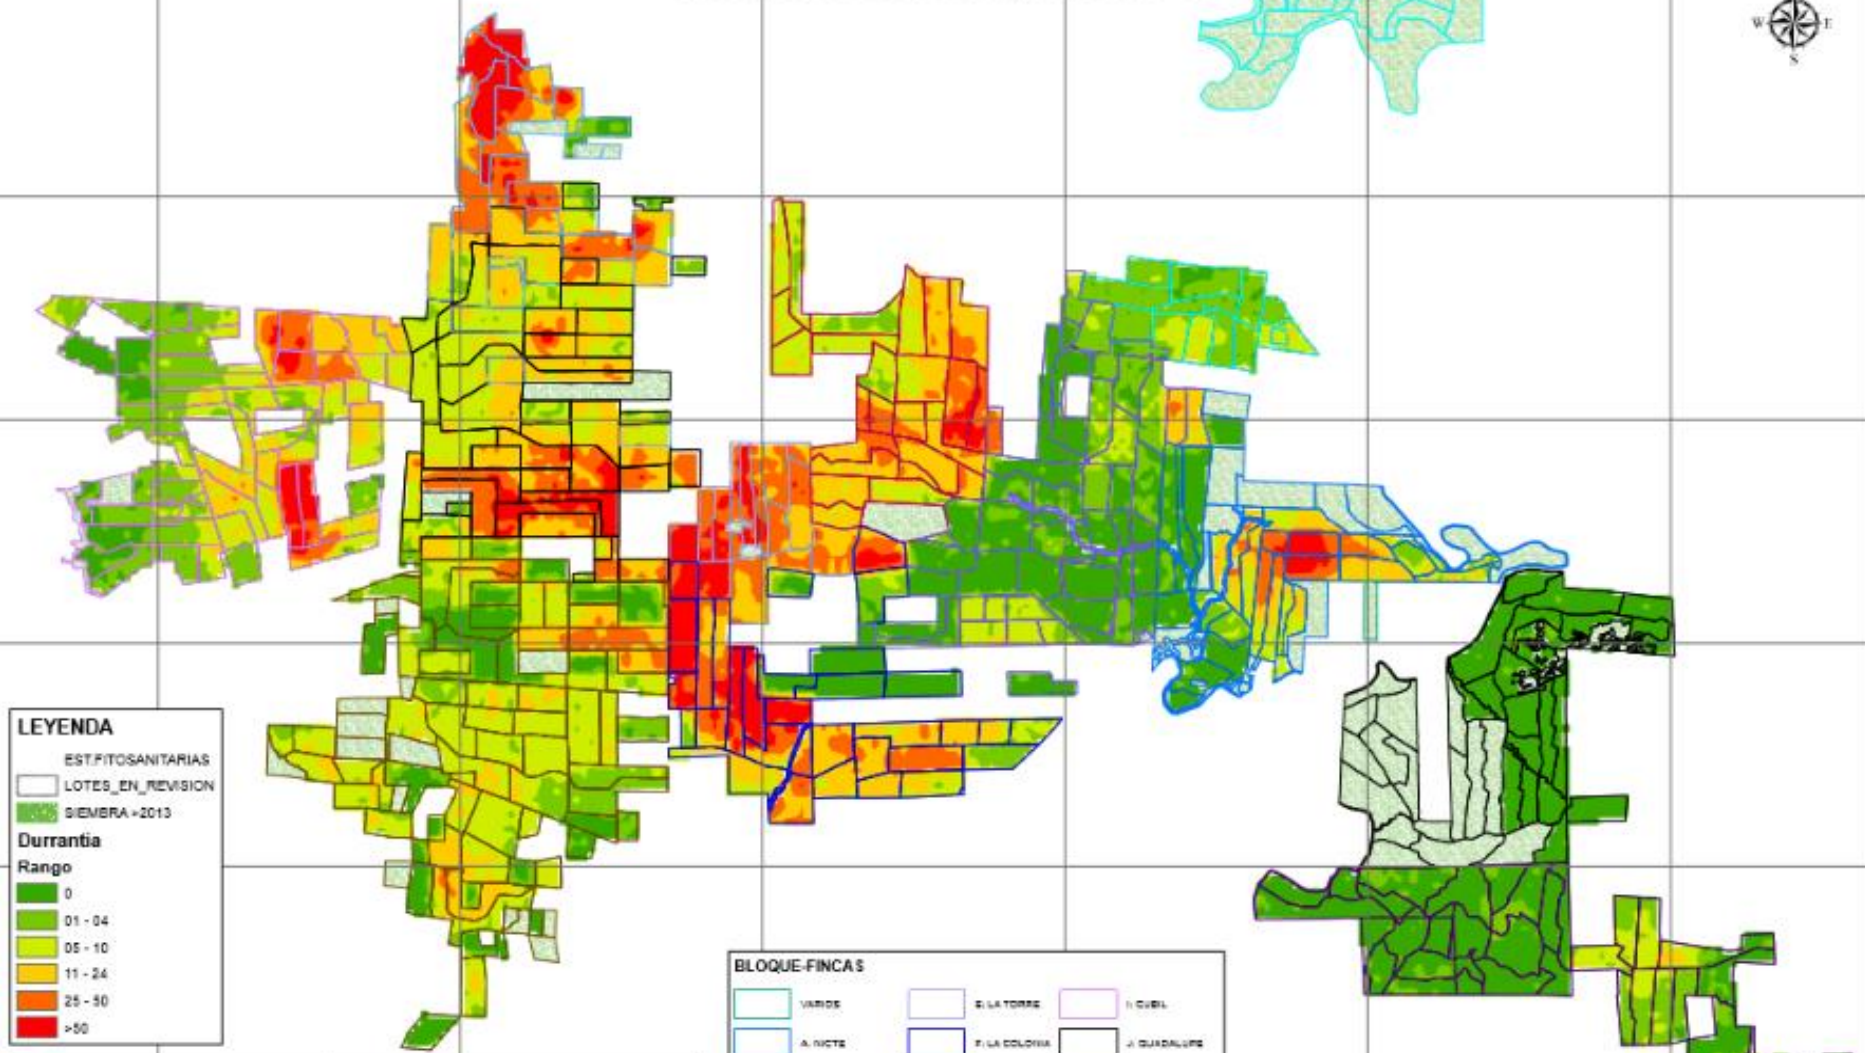 W E
S
LEYENDA
EST.FITOSANITARIAS
LOTES_EN_REVISION
SIEMBRA >2013
Durrantia
Rango
0
01 - 04
05 - 10
11 - 24
25 - 50
>50
BLOQUE-FINCAS
VARIOS
E: LA TORRE
I: CUBIL
A: NICTE
F: LA COLONIA
J: GUADALUPE